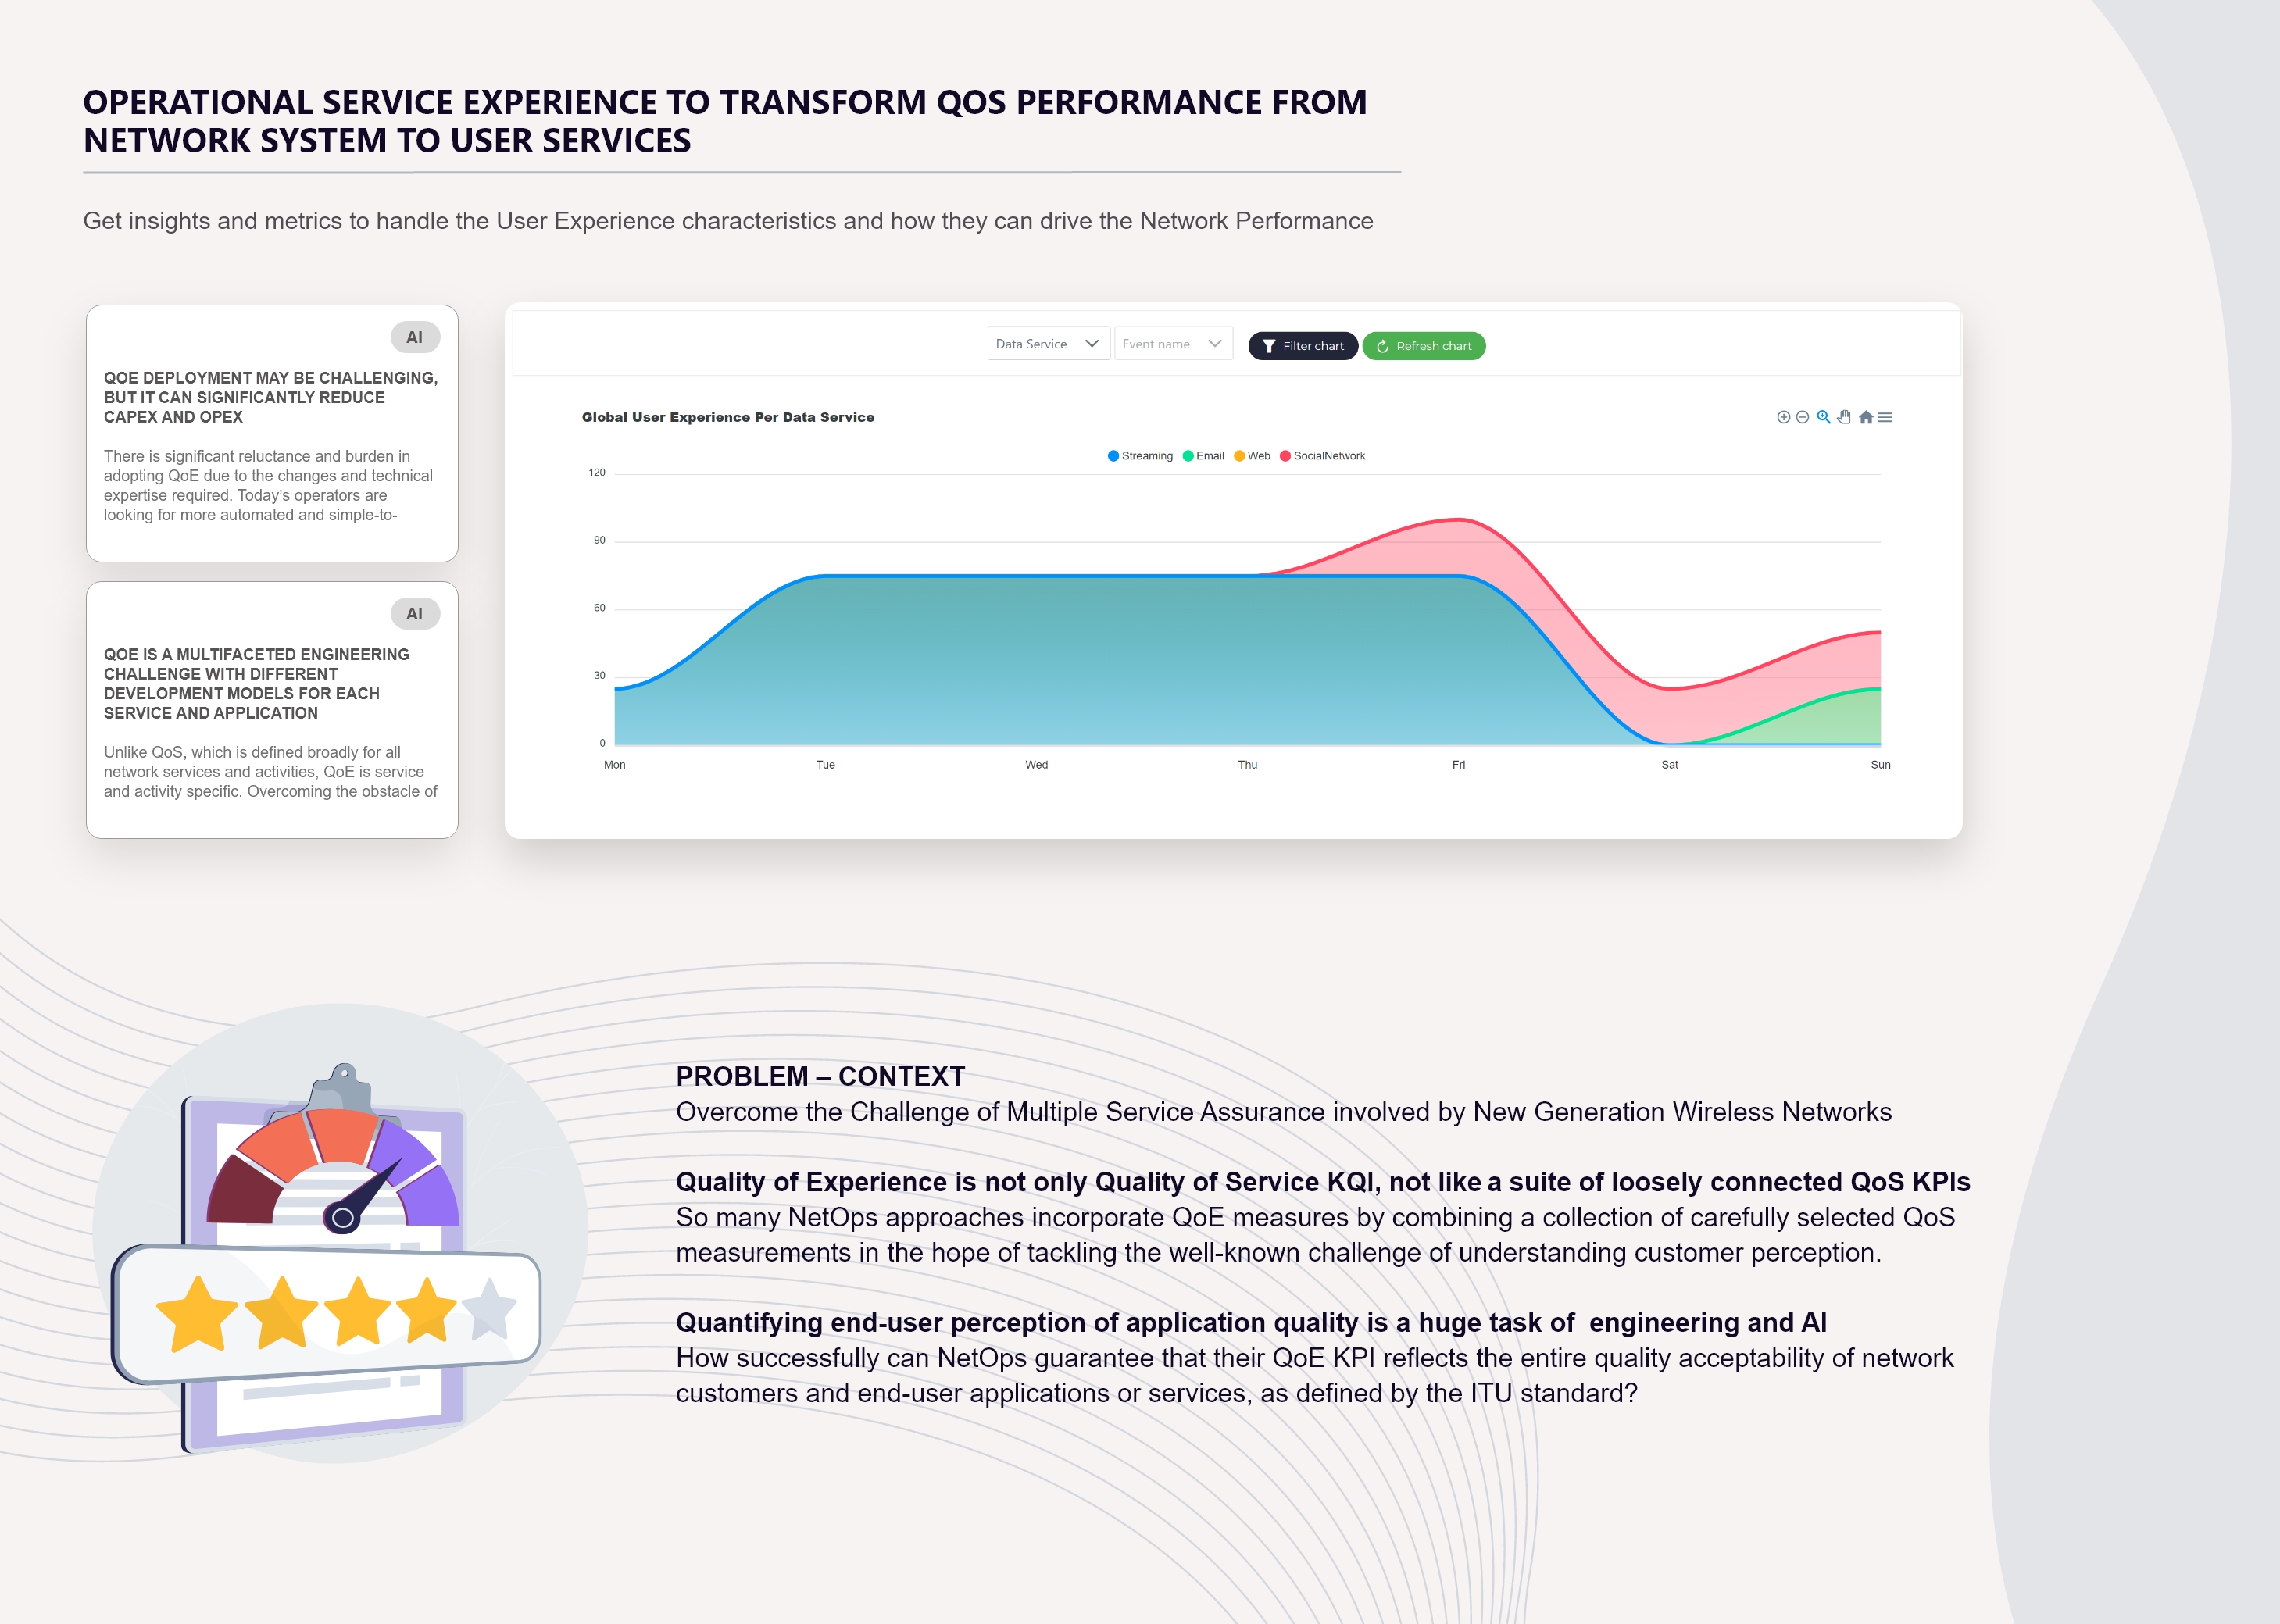 OPERATIONAL SERVICE EXPERIENCE TO TRANSFORM QOS PERFORMANCE FROM
NETWORK SYSTEM TO USER SERVICES
Get insights and metrics to handle the User Experience characteristics and how they can drive the Network Performance
AI
QOE DEPLOYMENT MAY BE CHALLENGING,
BUT IT CAN SIGNIFICANTLY REDUCE
CAPEX AND OPEX
There is significant reluctance and burden in
adopting QoE due to the changes and technical
expertise required. Today's operators are
looking for more automated and simple-to-
AI
QOE IS A MULTIFACETED ENGINEERING
CHALLENGE WITH DIFFERENT
DEVELOPMENT MODELS FOR EACH
SERVICE AND APPLICATION
Unlike QoS, which is defined broadly for all
network services and activities, QoE is service
and activity specific. Overcoming the obstacle of
Data Service
Event name
Filter chart
Refresh chart
Global User Experience Per Data Service
Streaming Email Web SocialNetwork
120
90
60
30
0
Mon Tue Wed Thu Fri Sat Sun
PROBLEM – CONTEXT
Overcome the Challenge of Multiple Service Assurance involved by New Generation Wireless Networks
Quality of Experience is not only Quality of Service KQI, not like a suite of loosely connected QoS KPIs
So many NetOps approaches incorporate QoE measures by combining a collection of carefully selected QoS
measurements in the hope of tackling the well-known challenge of understanding customer perception.
Quantifying end-user perception of application quality is a huge task of  engineering and AI
How successfully can NetOps guarantee that their QoE KPI reflects the entire quality acceptability of network
customers and end-user applications or services, as defined by the ITU standard?